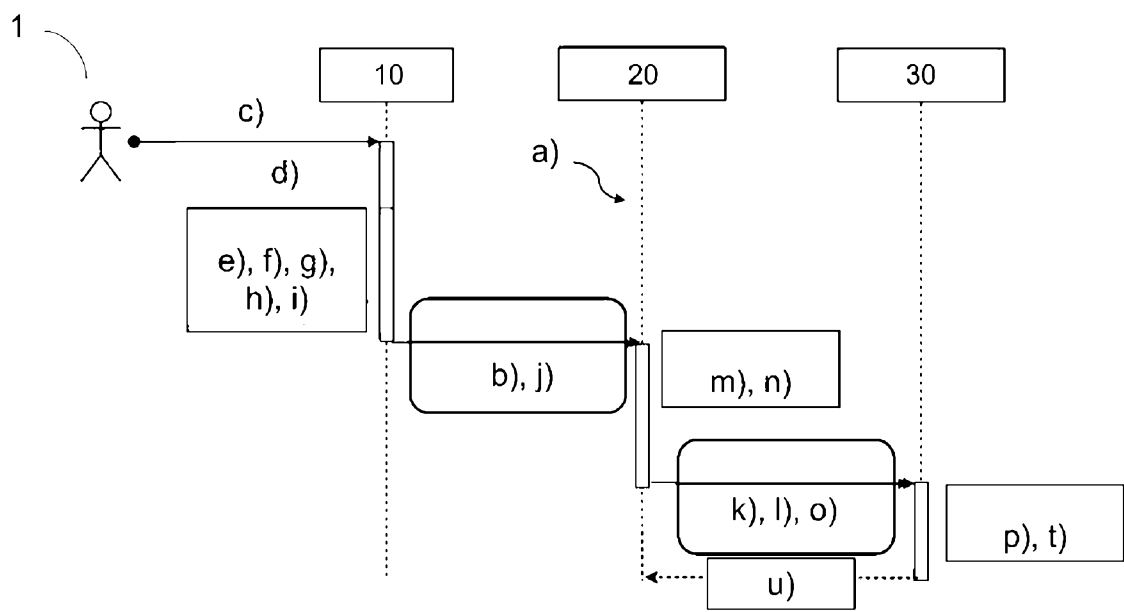 1
10
20
30
c)
a)
d)
e), f), g),
h), i)
b), j)
m), n)
k), l), o)
p), t)
u)